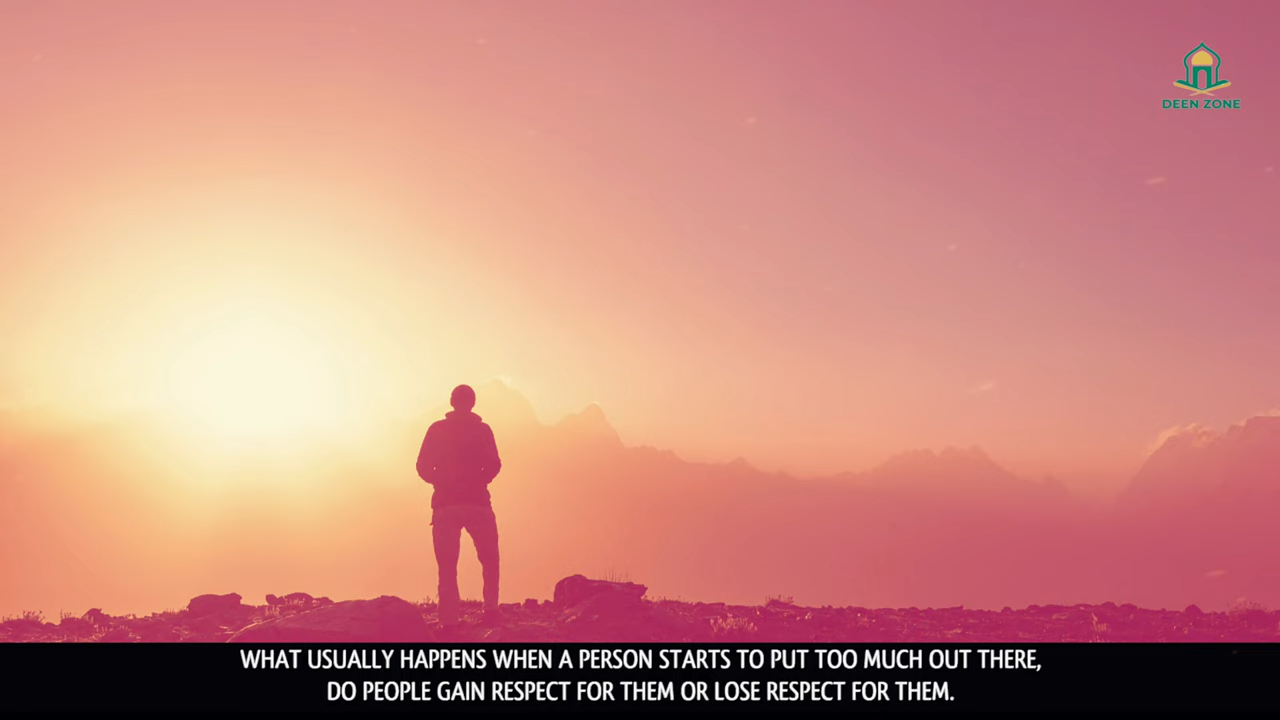 DEEN ZONE
WHAT USUALLY HAPPENS WHEN A PERSON STARTS TO PUT TOO MUCH OUT THERE,
DO PEOPLE GAIN RESPECT FOR THEM OR LOSE RESPECT FOR THEM.